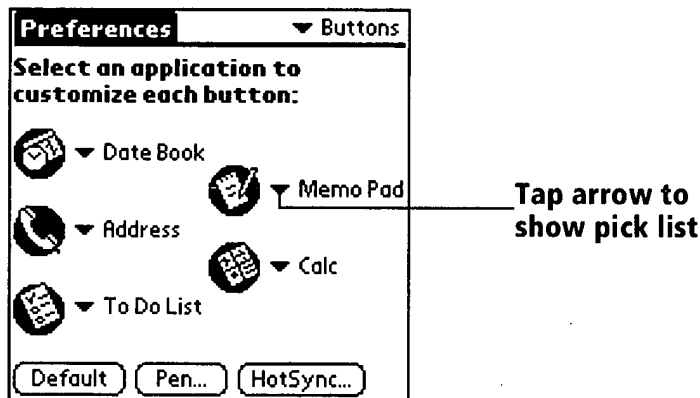 Preferences
Buttons
Select an application to
customize each button:
Date Book
Memo Pad
Address
Calc
To Do List
Default
Pen...
HotSync...
Tap arrow to
show pick list